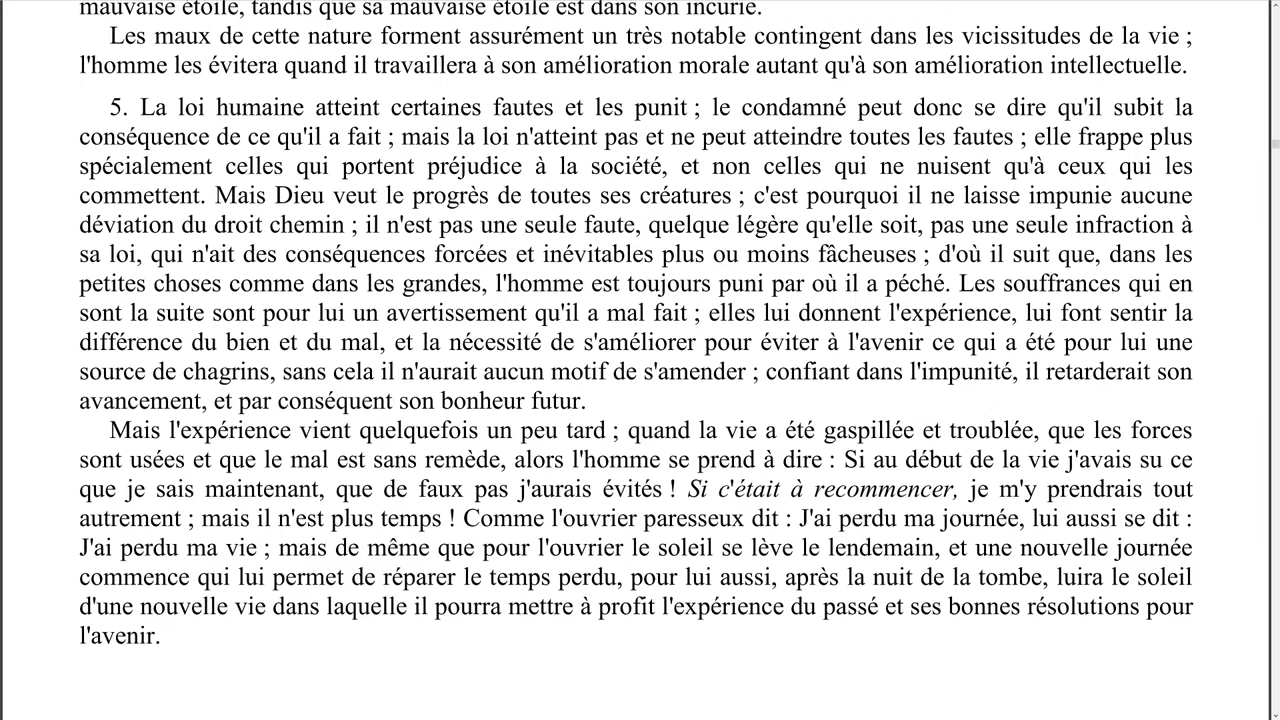 mauvaise étoile, tandis que sa mauvaise étoile est dans son incurie.
Les maux de cette nature forment assurément un très notable contingent dans les vicissitudes de la vie ;
l'homme les évitera quand il travaillera à son amélioration morale autant qu'à son amélioration intellectuelle.
5. La loi humaine atteint certaines fautes et les punit ; le condamné peut donc se dire qu'il subit la
conséquence de ce qu'il a fait ; mais la loi n'atteint pas et ne peut atteindre toutes les fautes ; elle frappe plus
spécialement celles qui portent préjudice à la société, et non celles qui ne nuisent qu'à ceux qui les
commettent. Mais Dieu veut le progrès de toutes ses créatures ; c'est pourquoi il ne laisse impunie aucune
déviation du droit chemin ; il n'est pas une seule faute, quelque légère qu'elle soit, pas une seule infraction à
sa loi, qui n'ait des conséquences forcées et inévitables plus ou moins fâcheuses ; d'où il suit que, dans les
petites choses comme dans les grandes, l'homme est toujours puni par où il a péché. Les souffrances qui en
sont la suite sont pour lui un avertissement qu'il a mal fait ; elles lui donnent l'expérience, lui font sentir la
différence du bien et du mal, et la nécessité de s'améliorer pour éviter à l'avenir ce qui a été pour lui une
source de chagrins, sans cela il n'aurait aucun motif de s'amender ; confiant dans l'impunité, il retarderait son
avancement, et par conséquent son bonheur futur.
Mais l'expérience vient quelquefois un peu tard ; quand la vie a été gaspillée et troublée, que les forces
sont usées et que le mal est sans remède, alors l'homme se prend à dire : Si au début de la vie j'avais su ce
que je sais maintenant, que de faux pas j'aurais évités ! Si c'était à recommencer, je m'y prendrais tout
autrement ; mais il n'est plus temps ! Comme l'ouvrier paresseux dit : J'ai perdu ma journée, lui aussi se dit :
J'ai perdu ma vie ; mais de même que pour l'ouvrier le soleil se lève le lendemain, et une nouvelle journée
commence qui lui permet de réparer le temps perdu, pour lui aussi, après la nuit de la tombe, luira le soleil
d'une nouvelle vie dans laquelle il pourra mettre à profit l'expérience du passé et ses bonnes résolutions pour
l'avenir.